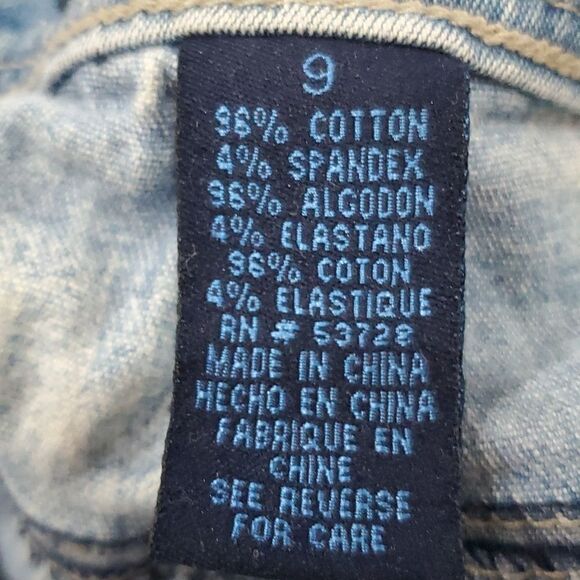 9
96% COTTON
4% SPANDEX
96% ALGODON
4% ELASTANO
96% COTON
4% ELASTIQUE
RN # 53728
MADE IN CHINA
HECHO EN CHINA
FABRIQUE EN
CHINE
SEE REVERSE
FOR CARE